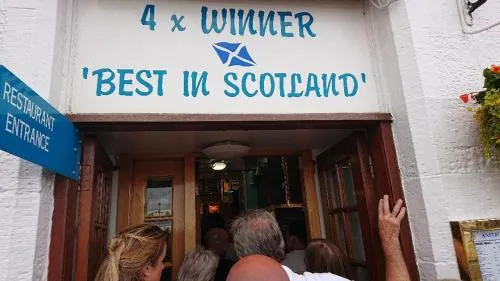 4 x WINNER
'BEST IN SCOTLAND'
RESTAURANT
ENTRANCE